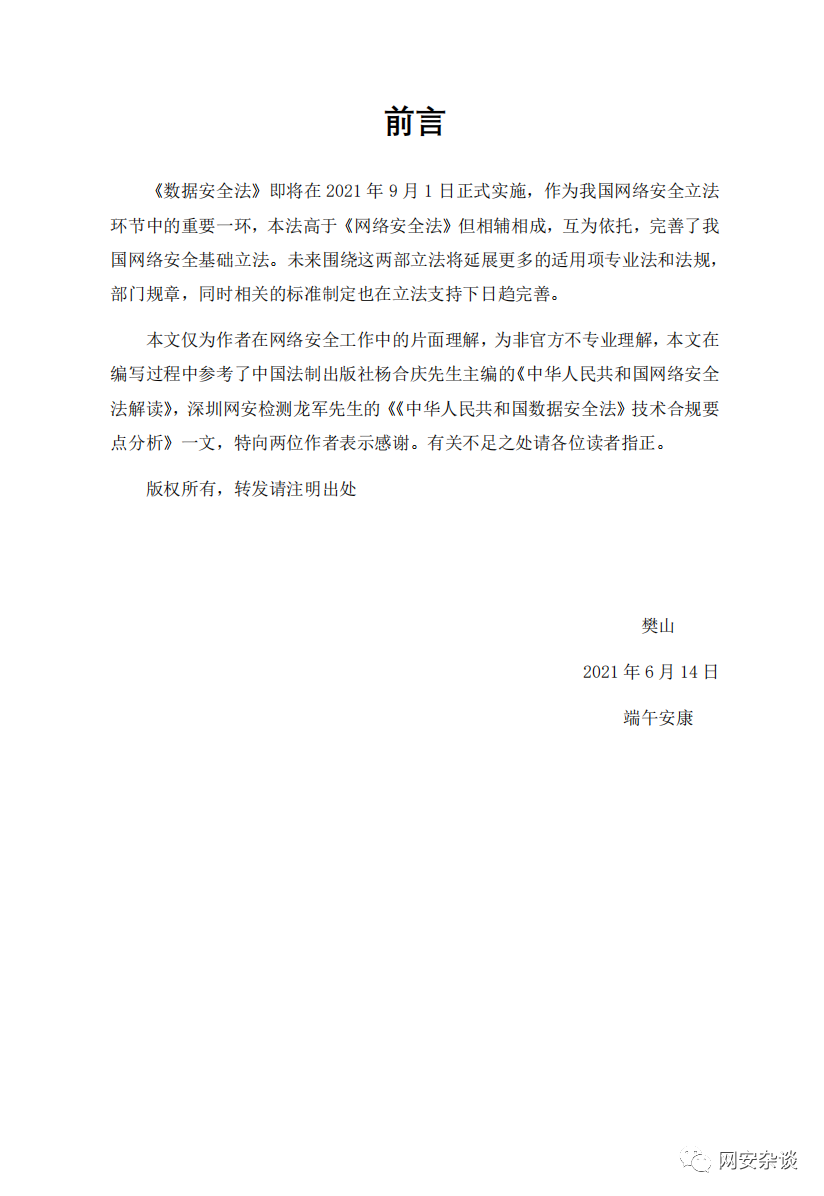 前言
《数据安全法》即将在 2021 年 9 月 1 日正式实施，作为我国网络安全立法
环节中的重要一环，本法高于《网络安全法》但相辅相成，互为依托，完善了我
国网络安全基础立法。未来围绕这两部立法将延展更多的适用项专业法和法规，
部门规章，同时相关的标准制定也在立法支持下日趋完善。
本文仅为作者在网络安全工作中的片面理解，为非官方不专业理解，本文在
编写过程中参考了中国法制出版社杨合庆先生主编的《中华人民共和国网络安全
法解读》，深圳网安检测龙军先生的《《中华人民共和国数据安全法》技术合规要
点分析》一文，特向两位作者表示感谢。有关不足之处请各位读者指正。
版权所有，转发请注明出处
樊山
2021 年 6 月 14 日
端午安康
网安杂谈